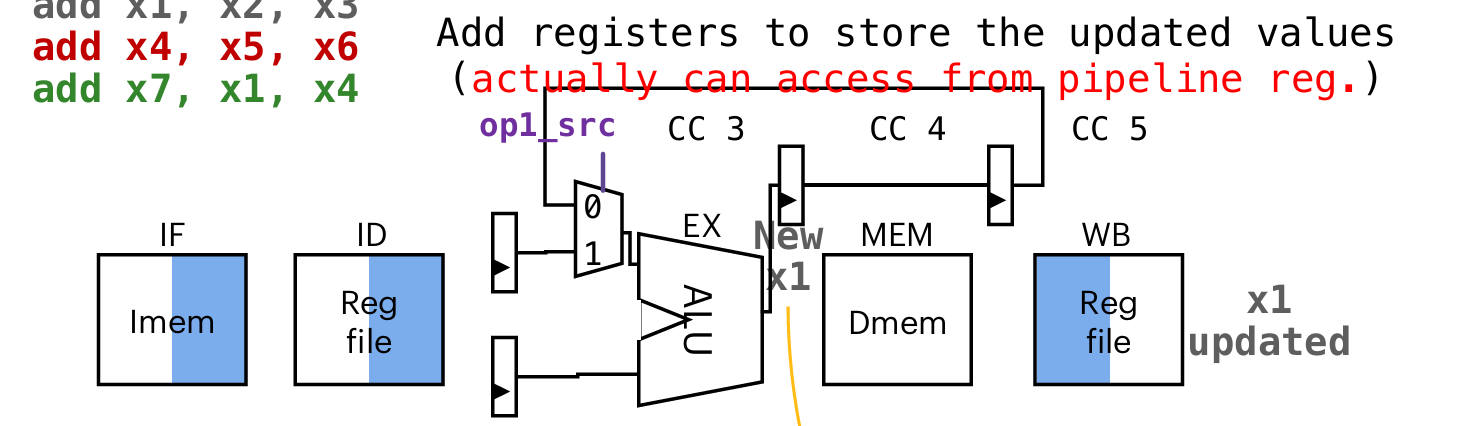 add x1, x2, x3
add x4, x5, x6
add x7, x1, x4
Add registers to store the updated values
(actually can access from pipeline reg.)
op1_src
CC 3
CC 4
CC 5
0
1
IF
ID
EX
New
x1
MEM
WB
Imem
Reg
file
ALU
Dmem
Reg
file
x1
updated